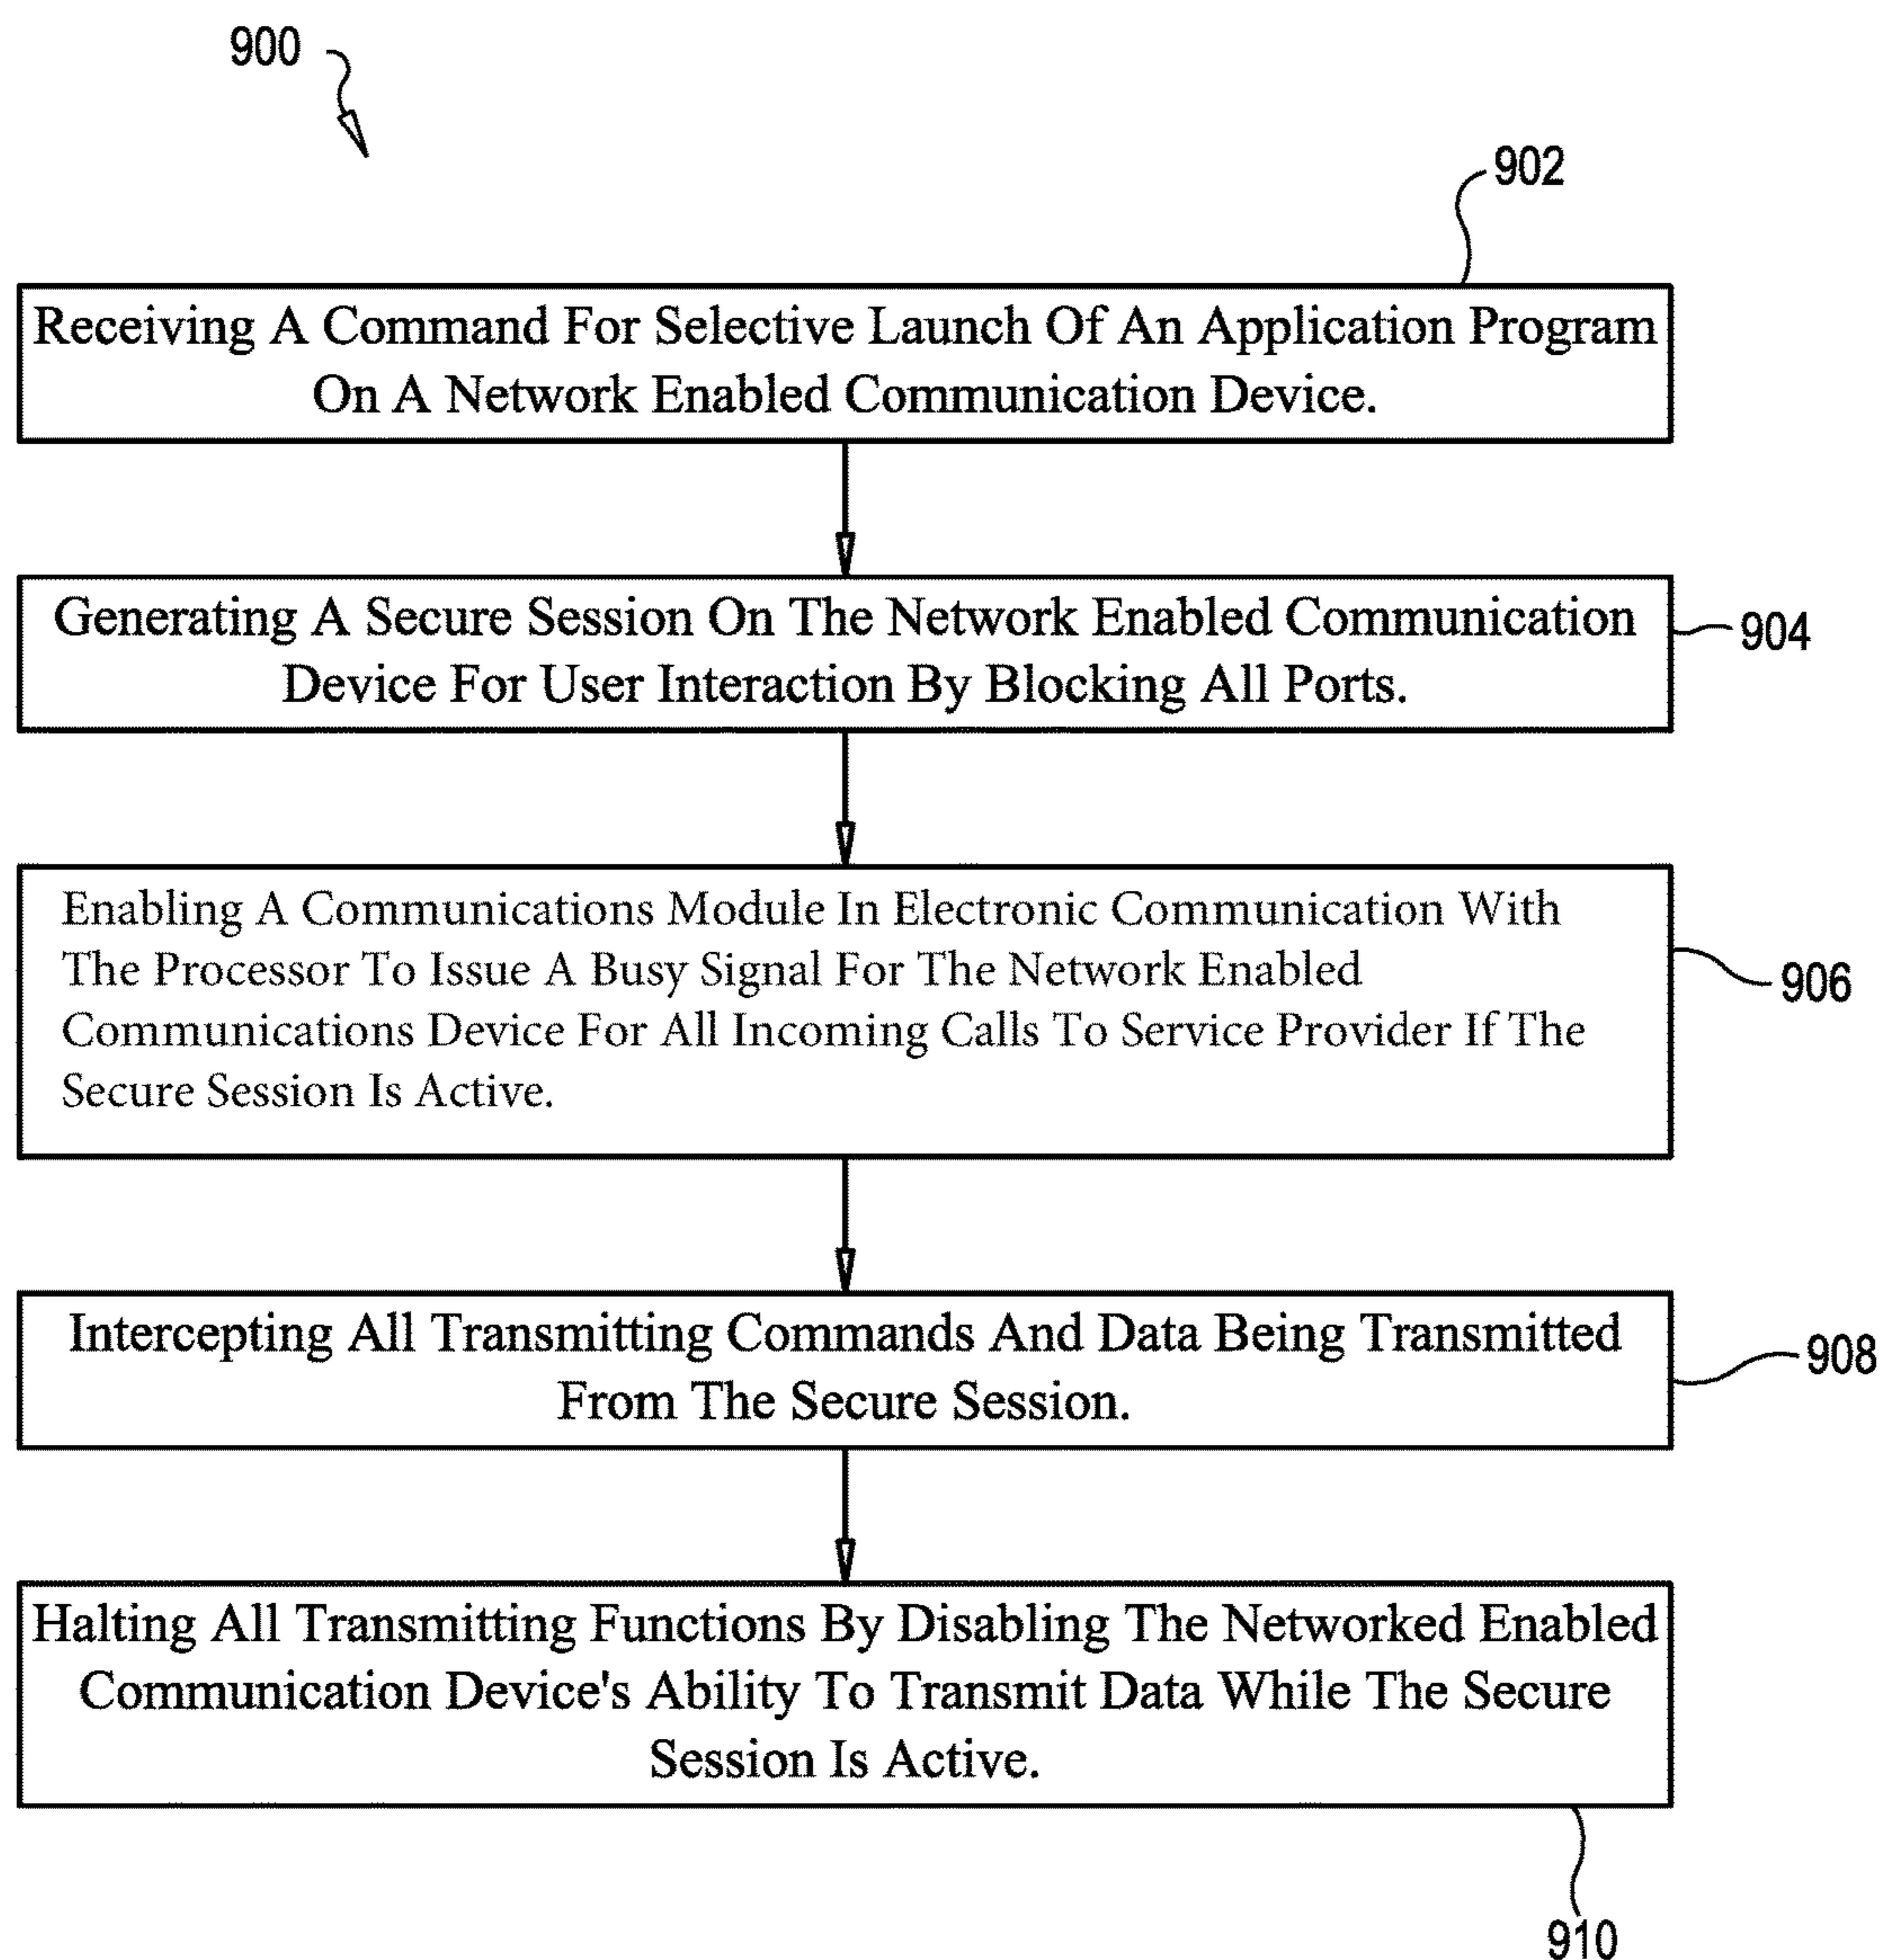 900
902
Receiving A Command For Selective Launch Of An Application Program
On A Network Enabled Communication Device.
Generating A Secure Session On The Network Enabled Communication
Device For User Interaction By Blocking All Ports.
904
Enabling A Communications Module In Electronic Communication With
The Processor To Issue A Busy Signal For The Network Enabled
Communications Device For All Incoming Calls To Service Provider If The
Secure Session Is Active.
906
Intercepting All Transmitting Commands And Data Being Transmitted
From The Secure Session.
908
Halting All Transmitting Functions By Disabling The Networked Enabled
Communication Device's Ability To Transmit Data While The Secure
Session Is Active.
910